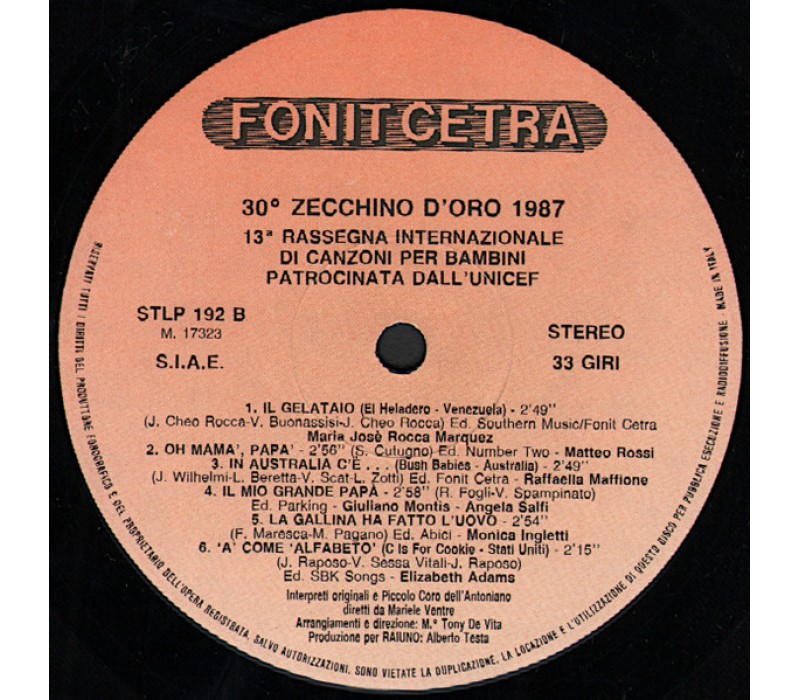 FONIT CETRA
30° ZECCHINO D'ORO 1987
13ª RASSEGNA INTERNAZIONALE
DI CANZONI PER BAMBINI
PATROCINATA DALL'UNICEF
STLP 192 B
M. 17323
S.I.A.E.
STEREO
33 GIRI
1. IL GELATAIO (El Heladero - Venezuela) - 2'49''
(J. Cheo Rocca-V. Buonassisi-J. Cheo Rocca) Ed. Southern Music/Fonit Cetra
Maria Josè Rocca Marquez
2. OH MAMA', PAPA' - 2'56'' (S. Cutugno) Ed. Number Two - Matteo Rossi
3. IN AUSTRALIA C'È . . . (Bush Babies - Australia) - 2'49''
(J. Wilhelmi-L. Beretta-V. Scat-L. Zotti) Ed. Fonit Cetra - Raffaella Maffione
4. IL MIO GRANDE PAPÀ - 2'58'' (R. Fogli-V. Spampinato)
Ed. Parking - Giuliano Montis - Angela Salfi
5. LA GALLINA HA FATTO L'UOVO - 2'54''
(F. Maresca-M. Pagano) Ed. Abici - Monica Ingletti
6. 'A' COME 'ALFABETO' (C Is For Cookie - Stati Uniti) - 2'15''
(J. Raposo-V. Sessa Vitali-J. Raposo)
Ed. SBK Songs - Elizabeth Adams
Interpreti originali e Piccolo Coro dell'Antoniano
diretti da Mariele Ventre
Arrangiamenti e direzione: M.° Tony De Vita
Produzione per RAIUNO: Alberto Testa
RISERVATI TUTTI I DIRITTI DEL PRODUTTORE FONOGRAFICO E DEL PROPRIETARIO DELL'OPERA REGISTRATA. SALVO AUTORIZZAZIONI, SONO VIETATE LA DUPLICAZIONE, LA LOCAZIONE E L'UTILIZZAZIONE DI QUESTO DISCO PER PUBBLICA ESECUZIONE E RADIODIFFUSIONE - MADE IN ITALY